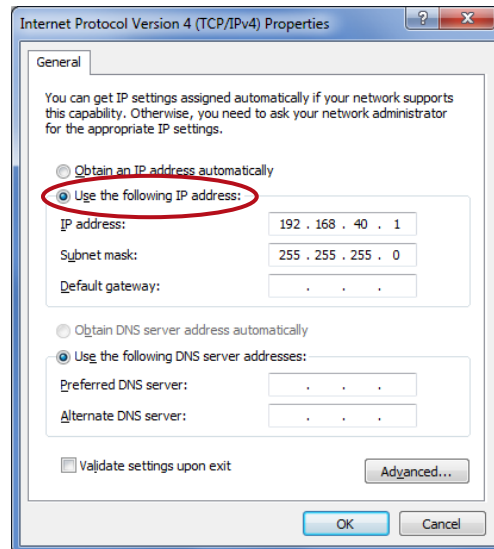 Internet Protocol Version 4 (TCP/IPv4) Properties
?
x
General
You can get IP settings assigned automatically if your network supports
this capability. Otherwise, you need to ask your network administrator
for the appropriate IP settings.
Obtain an IP address automatically
Use the following IP address:
IP address: 192 . 168 . 40 . 1
Subnet mask: 255 . 255 . 255 . 0
Default gateway: . . .
Obtain DNS server address automatically
Use the following DNS server addresses:
Preferred DNS server: . . .
Alternate DNS server: . . .
Validate settings upon exit
Advanced...
OK Cancel